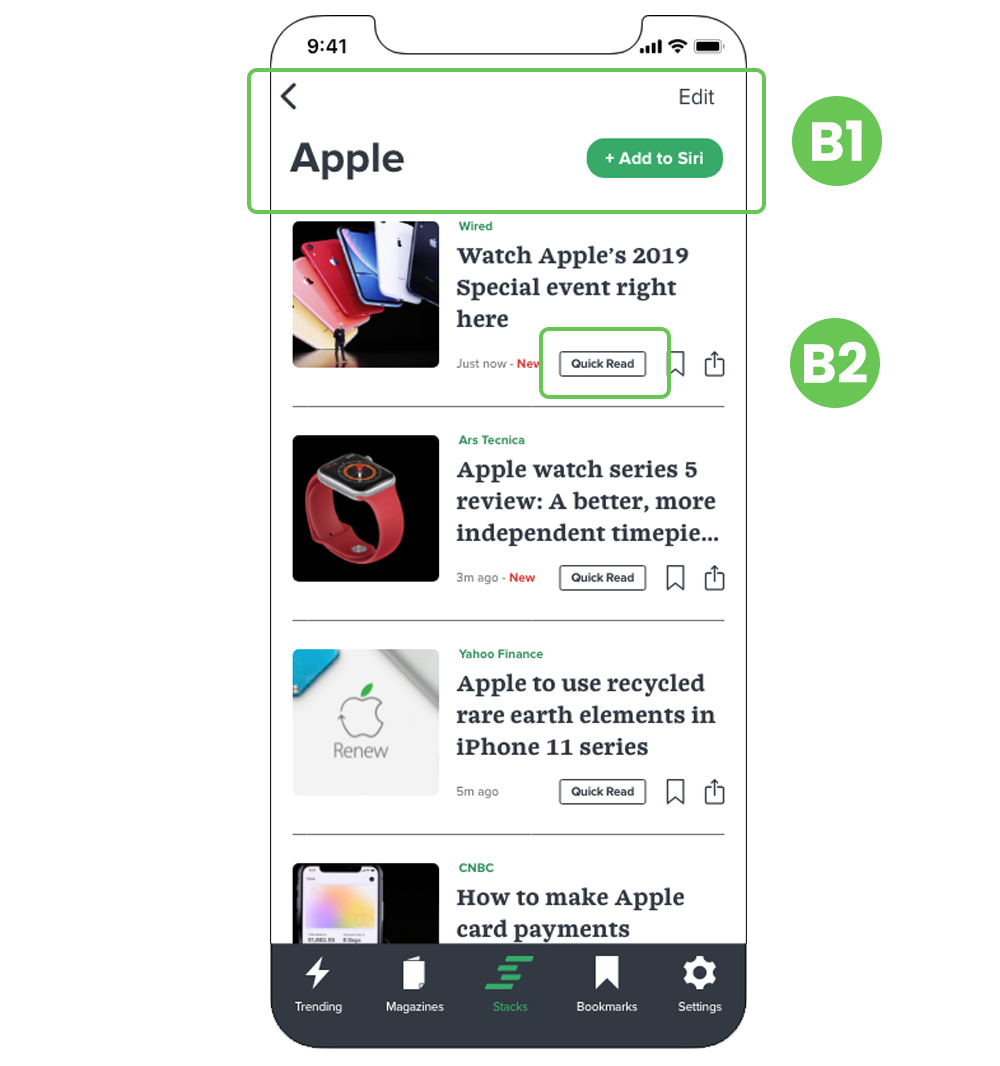 9:41
Edit
B1
Apple
+ Add to Siri
Wired
Watch Apple’s 2019
Special event right
here
Just now - New
Quick Read
B2
Ars Tecnica
Apple watch series 5
review: A better, more
independent timepie...
3m ago - New
Quick Read
Yahoo Finance
Apple to use recycled
rare earth elements in
iPhone 11 series
Renew
5m ago
Quick Read
CNBC
How to make Apple
card payments
Trending
Magazines
Stacks
Bookmarks
Settings